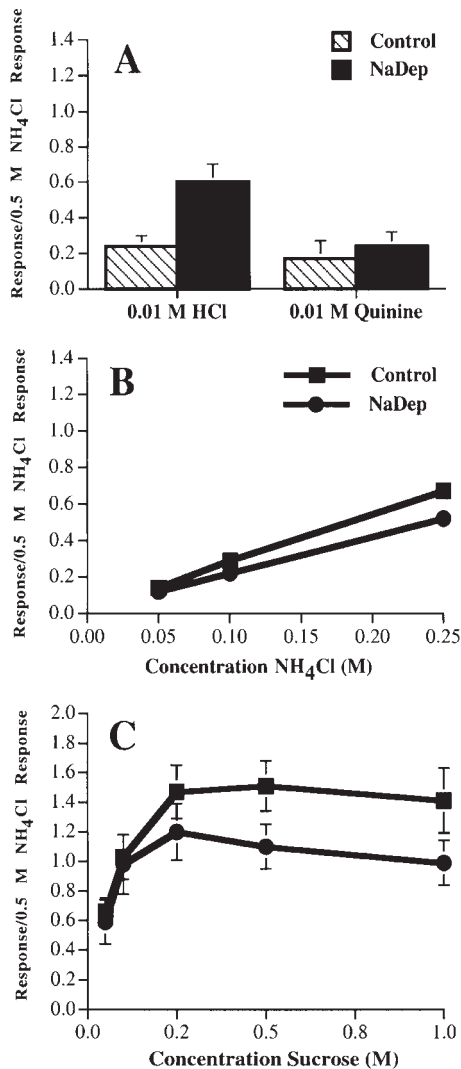 A
Control
NaDep
Response/0.5 M NH4Cl Response
1.4
1.2
1.0
0.8
0.6
0.4
0.2
0.0
0.01 M HCl
0.01 M Quinine
B
Control
NaDep
Response/0.5 M NH4Cl Response
1.4
1.2
1.0
0.8
0.6
0.4
0.2
0.0
0.00 0.05 0.10 0.15 0.20 0.25
Concentration NH4Cl (M)
C
Response/0.5 M NH4Cl Response
2.0
1.8
1.6
1.4
1.2
1.0
0.8
0.6
0.4
0.2
0.0
0.0 0.2 0.5 0.8 1.0
Concentration Sucrose (M)